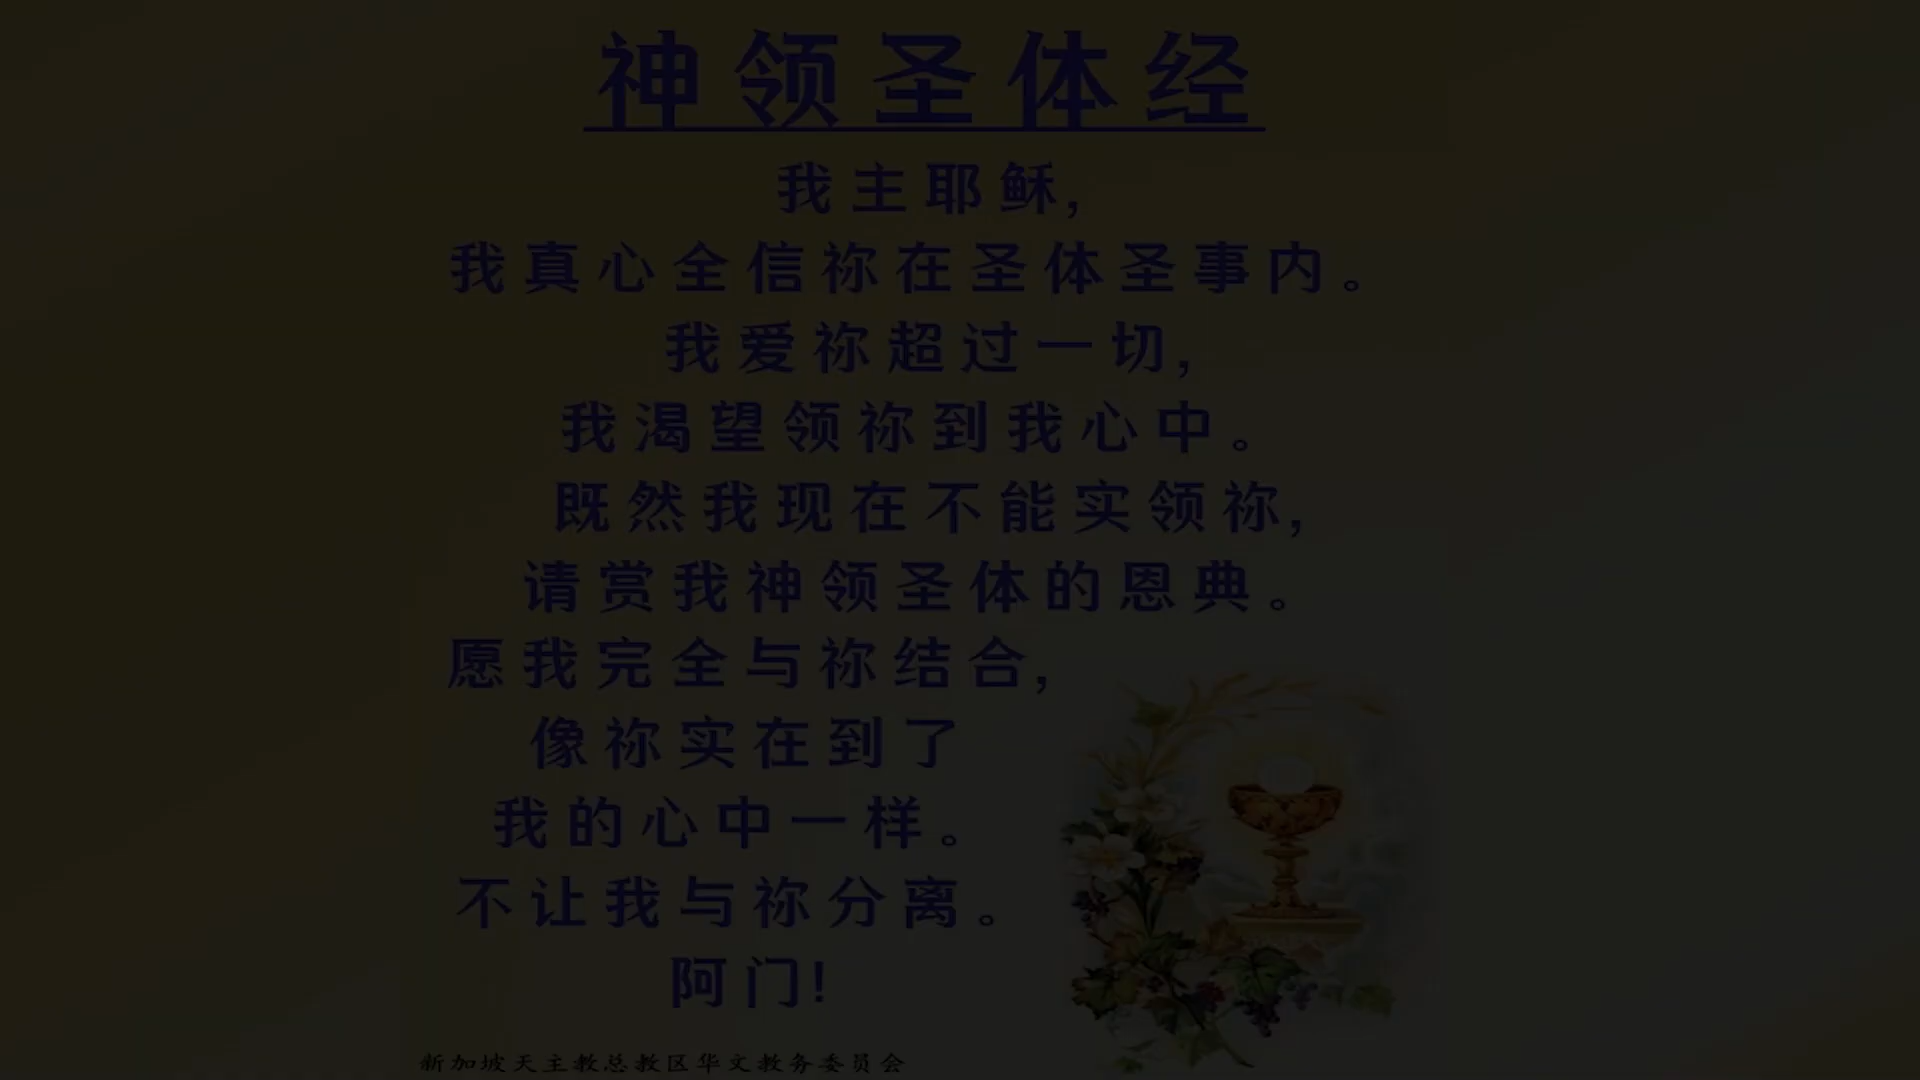 神领圣体经
我主耶稣,
我真心全信祢在圣体圣事内。
我爱祢超过一切,
我渴望领祢到我心中。
既然我现在不能实领祢,
请赏我神领圣体的恩典。
愿我完全与祢结合,
像祢实在到了
我的心中一样。
不让我与祢分离。
阿门!
新加坡天主教总教区华文教务委员会